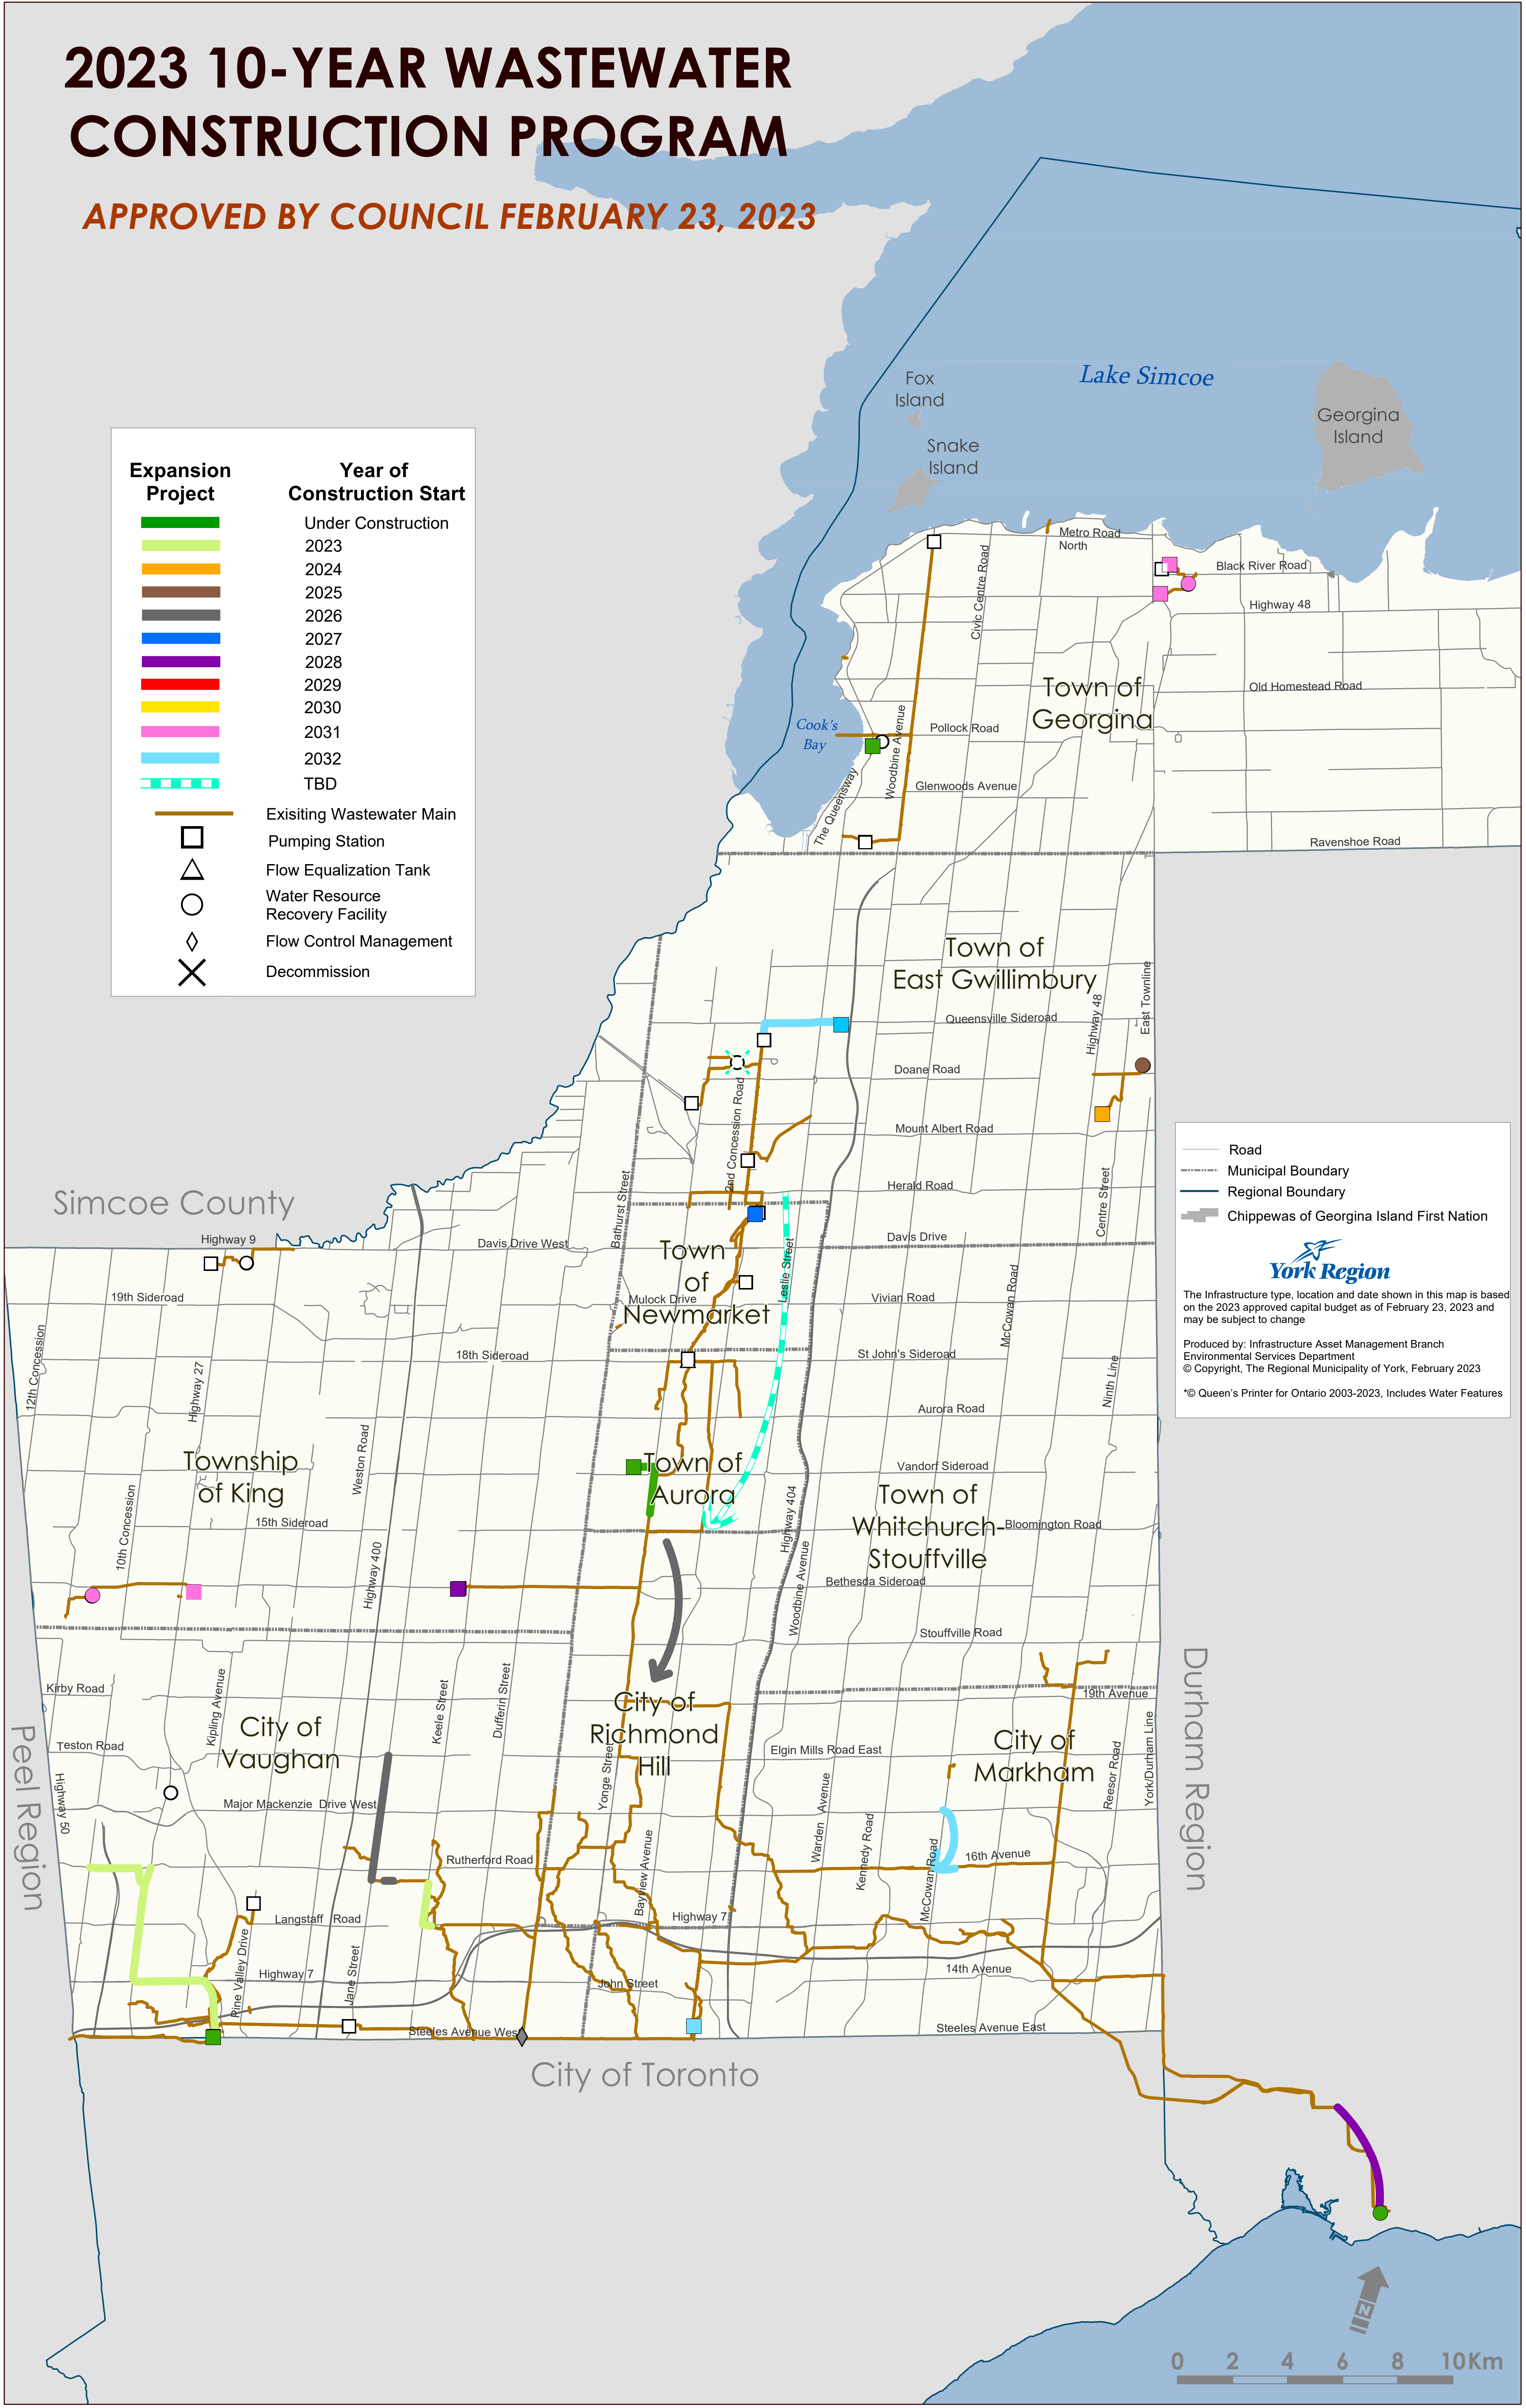 2023 10-YEAR WASTEWATER
CONSTRUCTION PROGRAM
APPROVED BY COUNCIL FEBRUARY 23, 2023
Expansion
Project
Year of
Construction Start
Under Construction
2023
2024
2025
2026
2027
2028
2029
2030
2031
2032
TBD
Exisiting Wastewater Main
Pumping Station
Flow Equalization Tank
Water Resource
Recovery Facility
Flow Control Management
Decommission
Lake Simcoe
Fox
Island
Snake
Island
Georgina
Island
Metro Road
North
Black River Road
Highway 48
Civic Centre Road
Old Homestead Road
Town of
Georgina
Cook's
Bay
Woodbine Avenue
Pollock Road
The Queensway
Glenwoods Avenue
Ravenshoe Road
Town of
East Gwillimbury
Highway 48
East Townline
Queensville Sideroad
Doane Road
2nd Concession Road
Mount Albert Road
Bathurst Street
Herald Road
Centre Street
Simcoe County
Highway 9
Davis Drive West
Davis Drive
Town
of
Newmarket
Leslie Street
Mulock Drive
19th Sideroad
Vivian Road
McCowan Road
12th Concession
Highway 27
18th Sideroad
St John's Sideroad
Ninth Line
Aurora Road
Weston Road
Township
of King
Town of
Aurora
Vandorf Sideroad
Town of
Whitchurch-
Stouffville
10th Concession
15th Sideroad
Highway 400
Highway 404
Bloomington Road
Woodbine Avenue
Bethesda Sideroad
Stouffville Road
Kirby Road
Kipling Avenue
Keele Street
Dufferin Street
City of
Richmond
Hill
19th Avenue
Durham Region
Peel Region
Teston Road
City of
Vaughan
Highway 50
Yonge Street
Elgin Mills Road East
City of
Markham
Reesor Road
York/Durham Line
Major Mackenzie Drive West
Warden Avenue
Kennedy Road
McCowan Road
16th Avenue
Rutherford Road
Bayview Avenue
Langstaff Road
Highway 7
Pine Valley Drive
Highway 7
Jane Street
John Street
14th Avenue
Steeles Avenue West
Steeles Avenue East
City of Toronto
Road
Municipal Boundary
Regional Boundary
Chippewas of Georgina Island First Nation
York Region
The Infrastructure type, location and date shown in this map is based
on the 2023 approved capital budget as of February 23, 2023 and
may be subject to change
Produced by: Infrastructure Asset Management Branch
Environmental Services Department
© Copyright, The Regional Municipality of York, February 2023
*© Queen's Printer for Ontario 2003-2023, Includes Water Features
N
0 2 4 6 8 10 Km